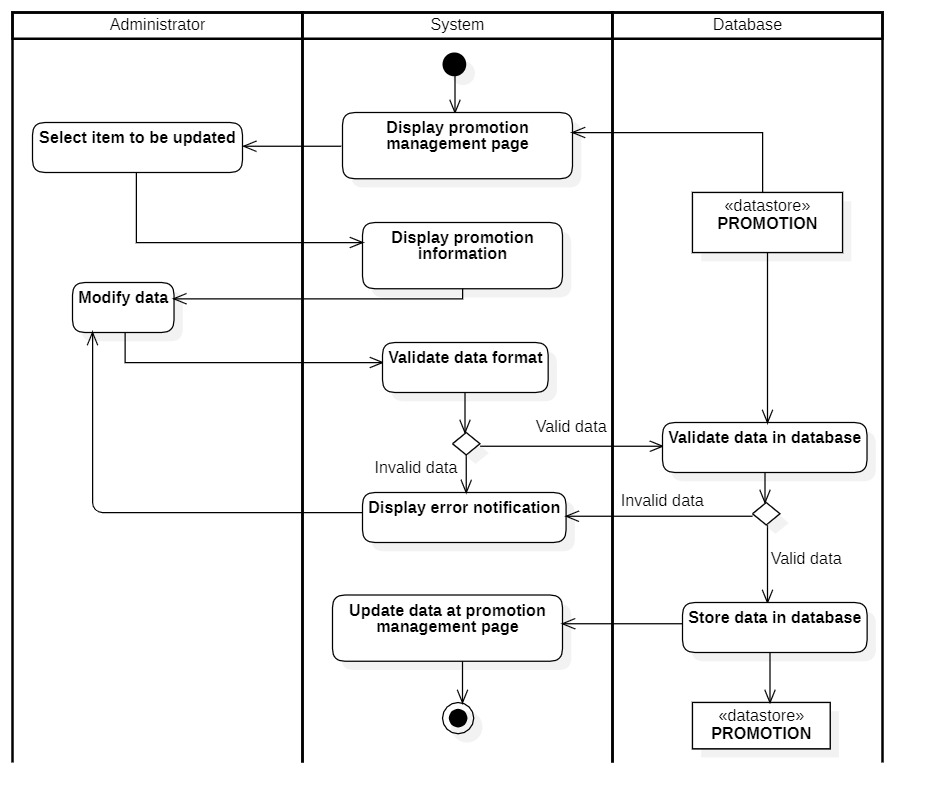 Administrator
System
Database
Display promotion
management page
Select item to be updated
«datastore»
PROMOTION
Display promotion
information
Modify data
Validate data format
Valid data
Validate data in database
Invalid data
Invalid data
Display error notification
Valid data
Update data at promotion
management page
Store data in database
«datastore»
PROMOTION